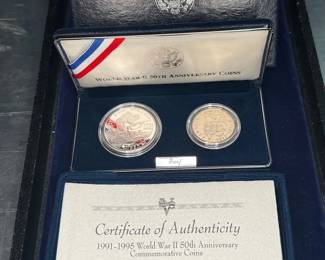 WORLD WAR II 50TH ANNIVERSARY COINS
Proof
V
Certificate of Authenticity
1991-1995 World War II 50th Anniversary
Commemorative Coins